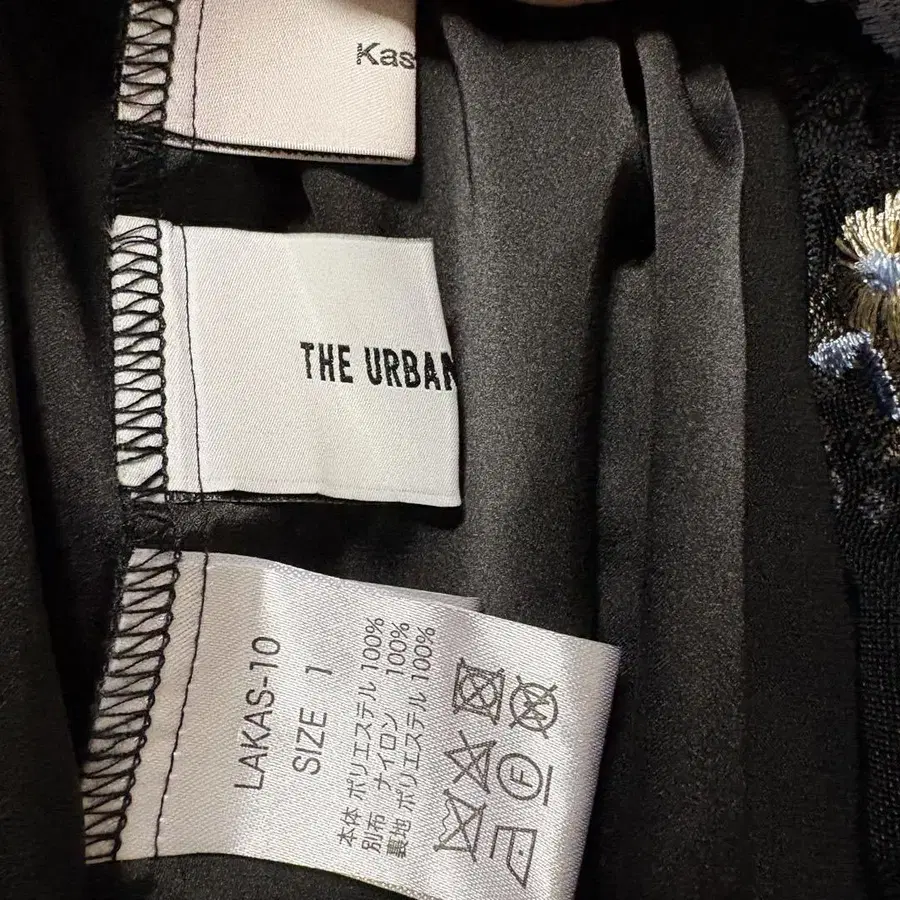 Kas
THE URBAN
LAKAS-10
SIZE 1
本体 ポリエステル 100%
別布 ナイロン 100%
裏地 ポリエステル 100%
F